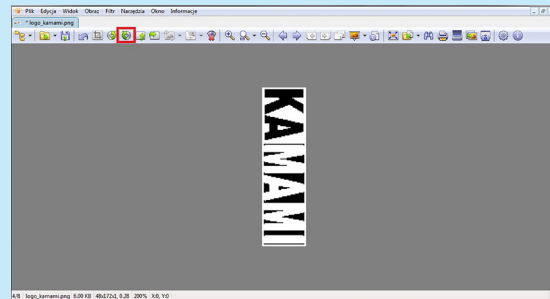 Plik Edycja Widok Obraz Filtr Narzędzia Okno Informacje
* logo_kamami.png
KAMAMI
4/8 logo_kamami.png 6.00 KB 48x172x1, 0.28 200% X:0, Y:0